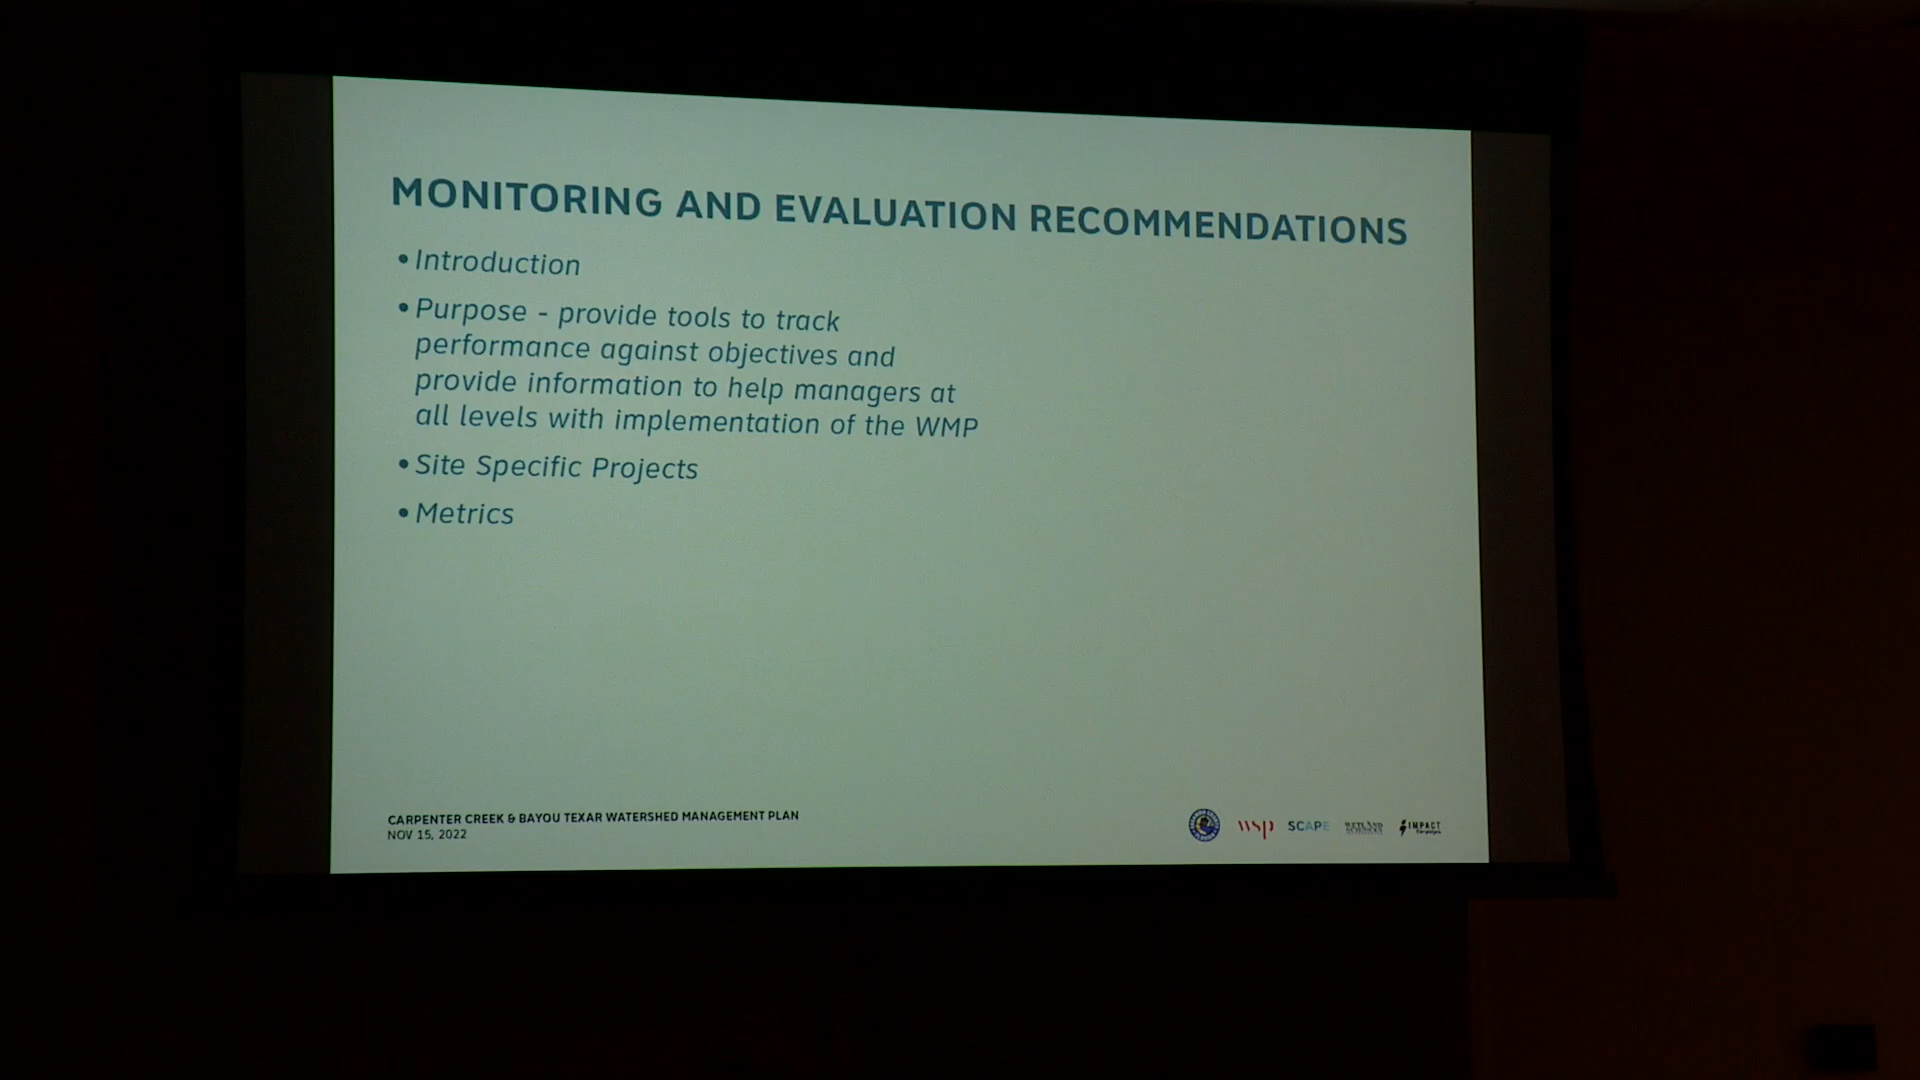 MONITORING AND EVALUATION RECOMMENDATIONS
• Introduction
• Purpose - provide tools to track
performance against objectives and
provide information to help managers at
all levels with implementation of the WMP
• Site Specific Projects
• Metrics
CARPENTER CREEK & BAYOU TEXAR WATERSHED MANAGEMENT PLAN
NOV 15, 2022
wsp SCAPE WETLAND SCIENCES IMPACT